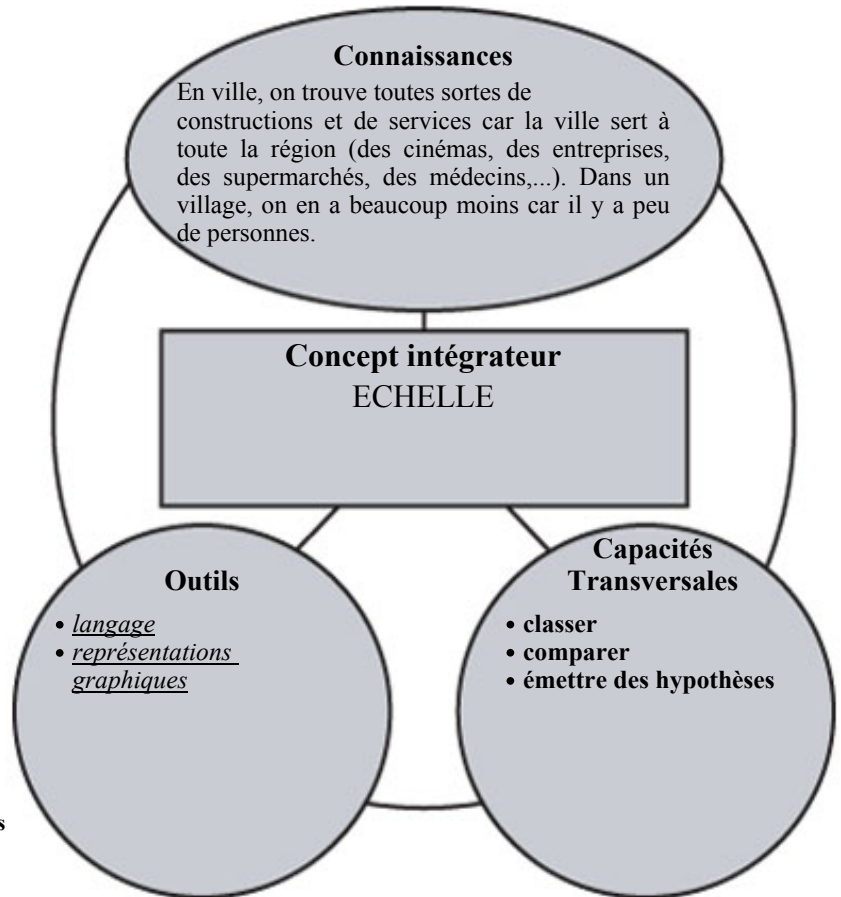 Connaissances
En ville, on trouve toutes sortes de
constructions et de services car la ville sert à
toute la région (des cinémas, des entreprises,
des supermarchés, des médecins,...). Dans un
village, on en a beaucoup moins car il y a peu
de personnes.
Concept intégrateur
ECHELLE
Outils
• langage
• représentations
graphiques
Capacités
Transversales
• classer
• comparer
• émettre des hypothèses
s